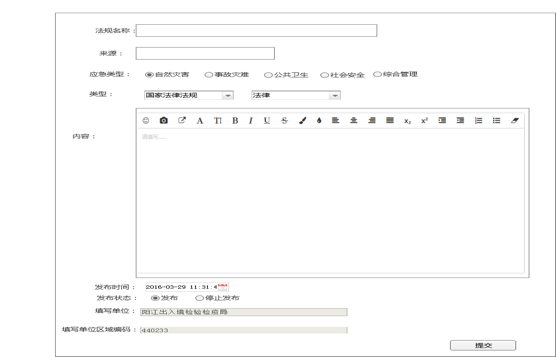 法规名称：
来源：
应急类型： 自然灾害 事故灾难 公共卫生 社会安全 综合管理
类型： 国家法律法规 法律
A TI B I U S x₂ x²
内容：
发布时间： 2016-03-29 11:31:4
发布状态： 发布 停止发布
填写单位： 阳江出入境检验检疫局
填写单位区域编码： 440233
提交